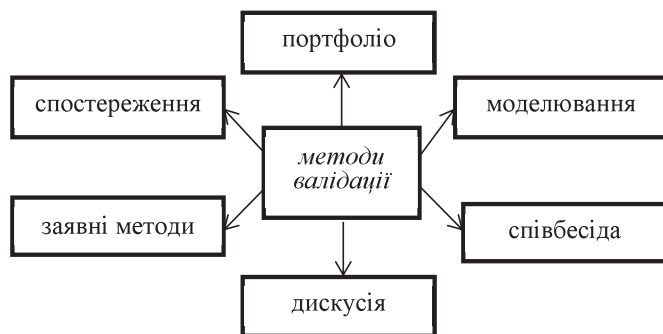 портфоліо
спостереження
моделювання
методи
валідації
заявні методи
співбесіда
дискусія